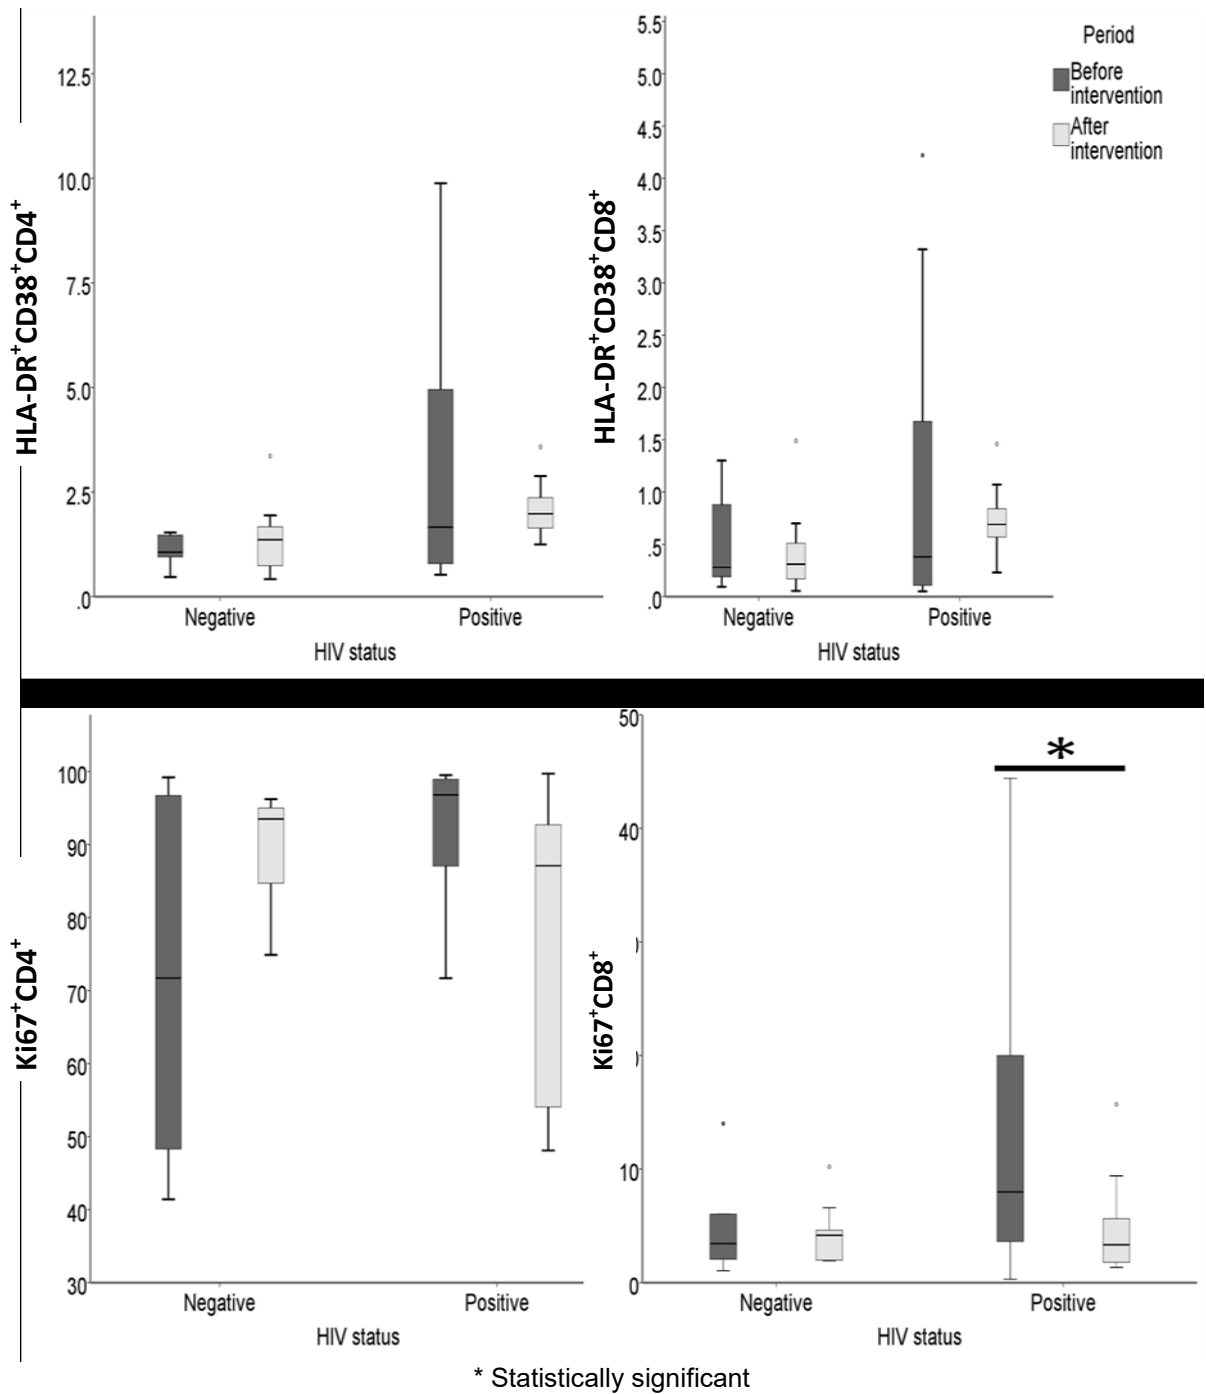 HLA-DR⁺CD38⁺CD4⁺
12.5
10.0
7.5
5.0
2.5
.0
Negative
Positive
HIV status
HLA-DR⁺CD38⁺CD8⁺
5.5
5.0
4.5
4.0
3.5
3.0
2.5
2.0
1.5
1.0
.5
.0
Negative
Positive
HIV status
Period
Before
intervention
After
intervention
Ki67⁺CD4⁺
100
90
80
70
60
50
40
30
Negative
Positive
HIV status
Ki67⁺CD8⁺
50
40
10
0
*
Negative
Positive
HIV status
* Statistically significant